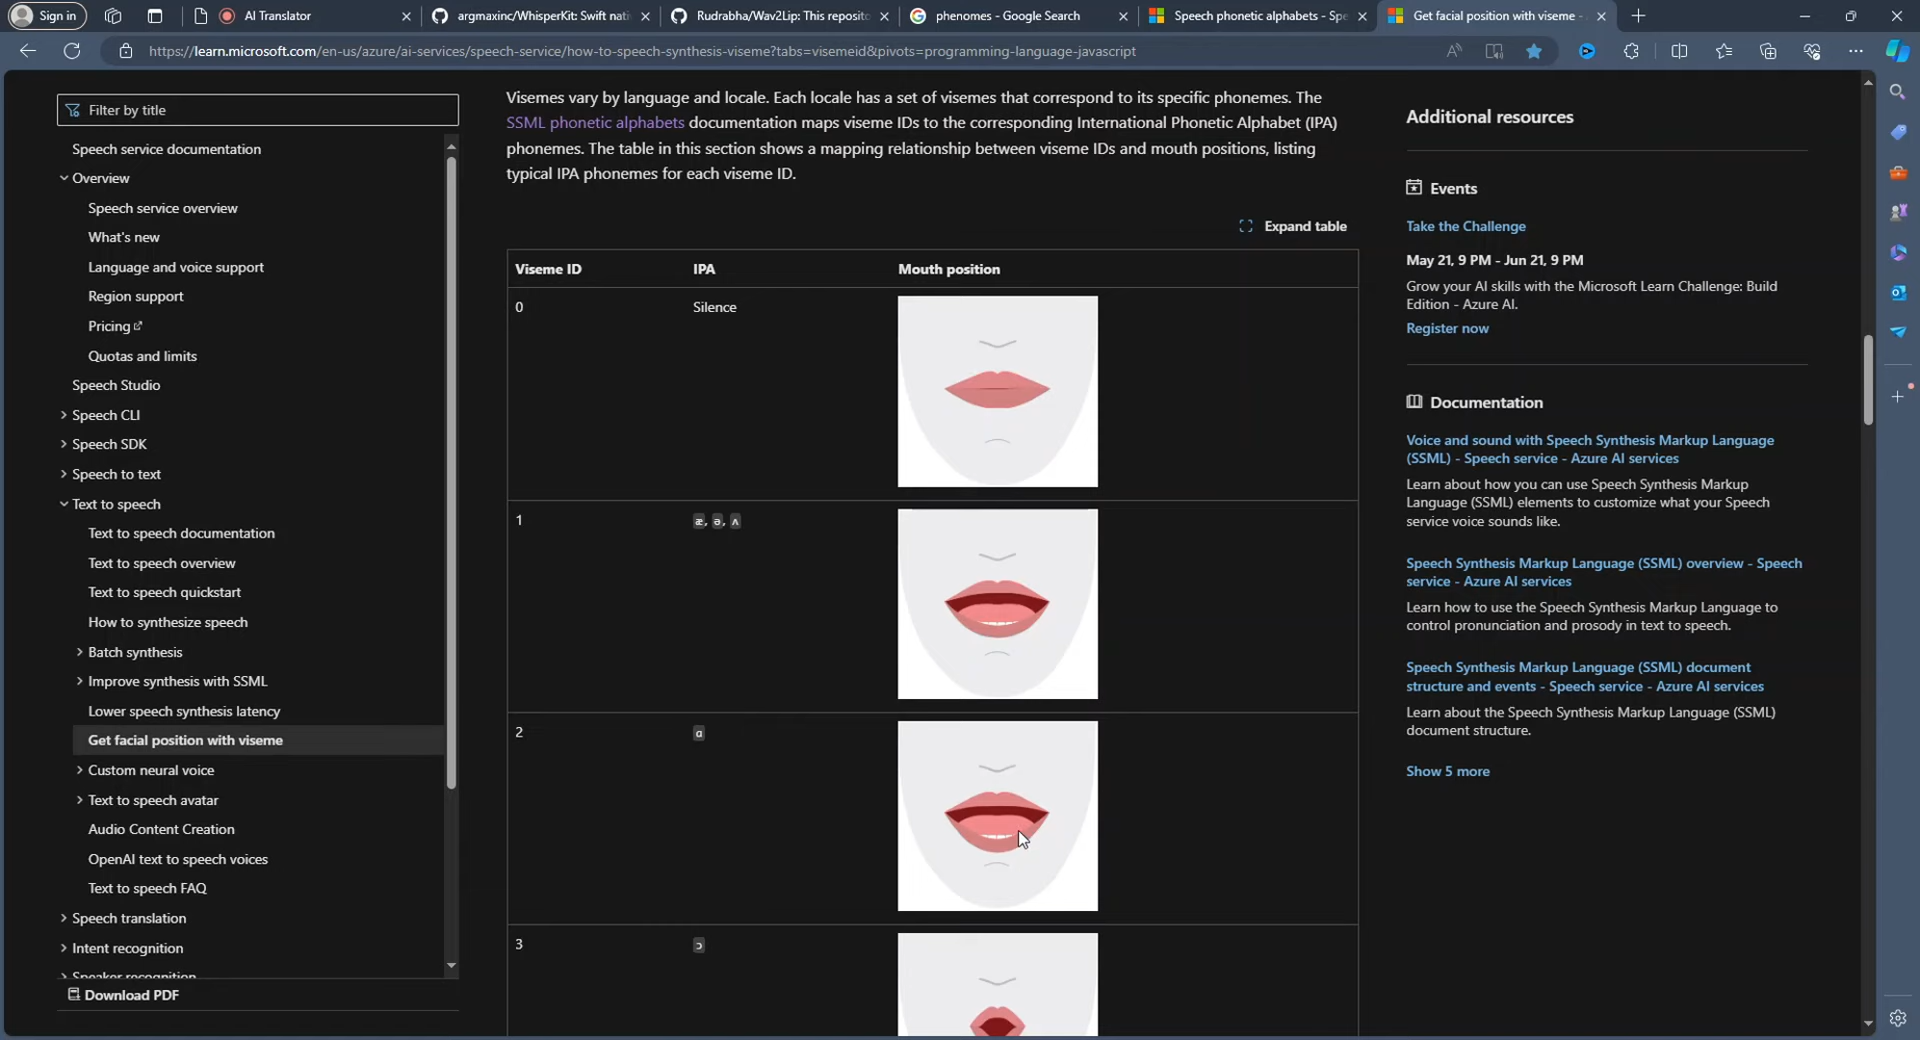 Sign in
AI Translator
argmaxinc/WhisperKit: Swift nati
Rudrabha/Wav2Lip: This reposito
phenomes - Google Search
Speech phonetic alphabets - Spe
Get facial position with viseme -
https://learn.microsoft.com/en-us/azure/ai-services/speech-service/how-to-speech-synthesis-viseme?tabs=visemeid&pivots=programming-language-javascript
Filter by title
Speech service documentation
Overview
Speech service overview
What's new
Language and voice support
Region support
Pricing
Quotas and limits
Speech Studio
Speech CLI
Speech SDK
Speech to text
Text to speech
Text to speech documentation
Text to speech overview
Text to speech quickstart
How to synthesize speech
Batch synthesis
Improve synthesis with SSML
Lower speech synthesis latency
Get facial position with viseme
Custom neural voice
Text to speech avatar
Audio Content Creation
OpenAI text to speech voices
Text to speech FAQ
Speech translation
Intent recognition
Speaker recognition
Download PDF
Visemes vary by language and locale. Each locale has a set of visemes that correspond to its specific phonemes. The
SSML phonetic alphabets documentation maps viseme IDs to the corresponding International Phonetic Alphabet (IPA)
phonemes. The table in this section shows a mapping relationship between viseme IDs and mouth positions, listing
typical IPA phonemes for each viseme ID.
Expand table
Viseme ID IPA Mouth position
0 Silence
1 æ, ə, ʌ
2 ɑ
3 ɔ
Additional resources
Events
Take the Challenge
May 21, 9 PM - Jun 21, 9 PM
Grow your AI skills with the Microsoft Learn Challenge: Build
Edition - Azure AI.
Register now
Documentation
Voice and sound with Speech Synthesis Markup Language
(SSML) - Speech service - Azure AI services
Learn about how you can use Speech Synthesis Markup
Language (SSML) elements to customize what your Speech
service voice sounds like.
Speech Synthesis Markup Language (SSML) overview - Speech
service - Azure AI services
Learn how to use the Speech Synthesis Markup Language to
control pronunciation and prosody in text to speech.
Speech Synthesis Markup Language (SSML) document
structure and events - Speech service - Azure AI services
Learn about the Speech Synthesis Markup Language (SSML)
document structure.
Show 5 more